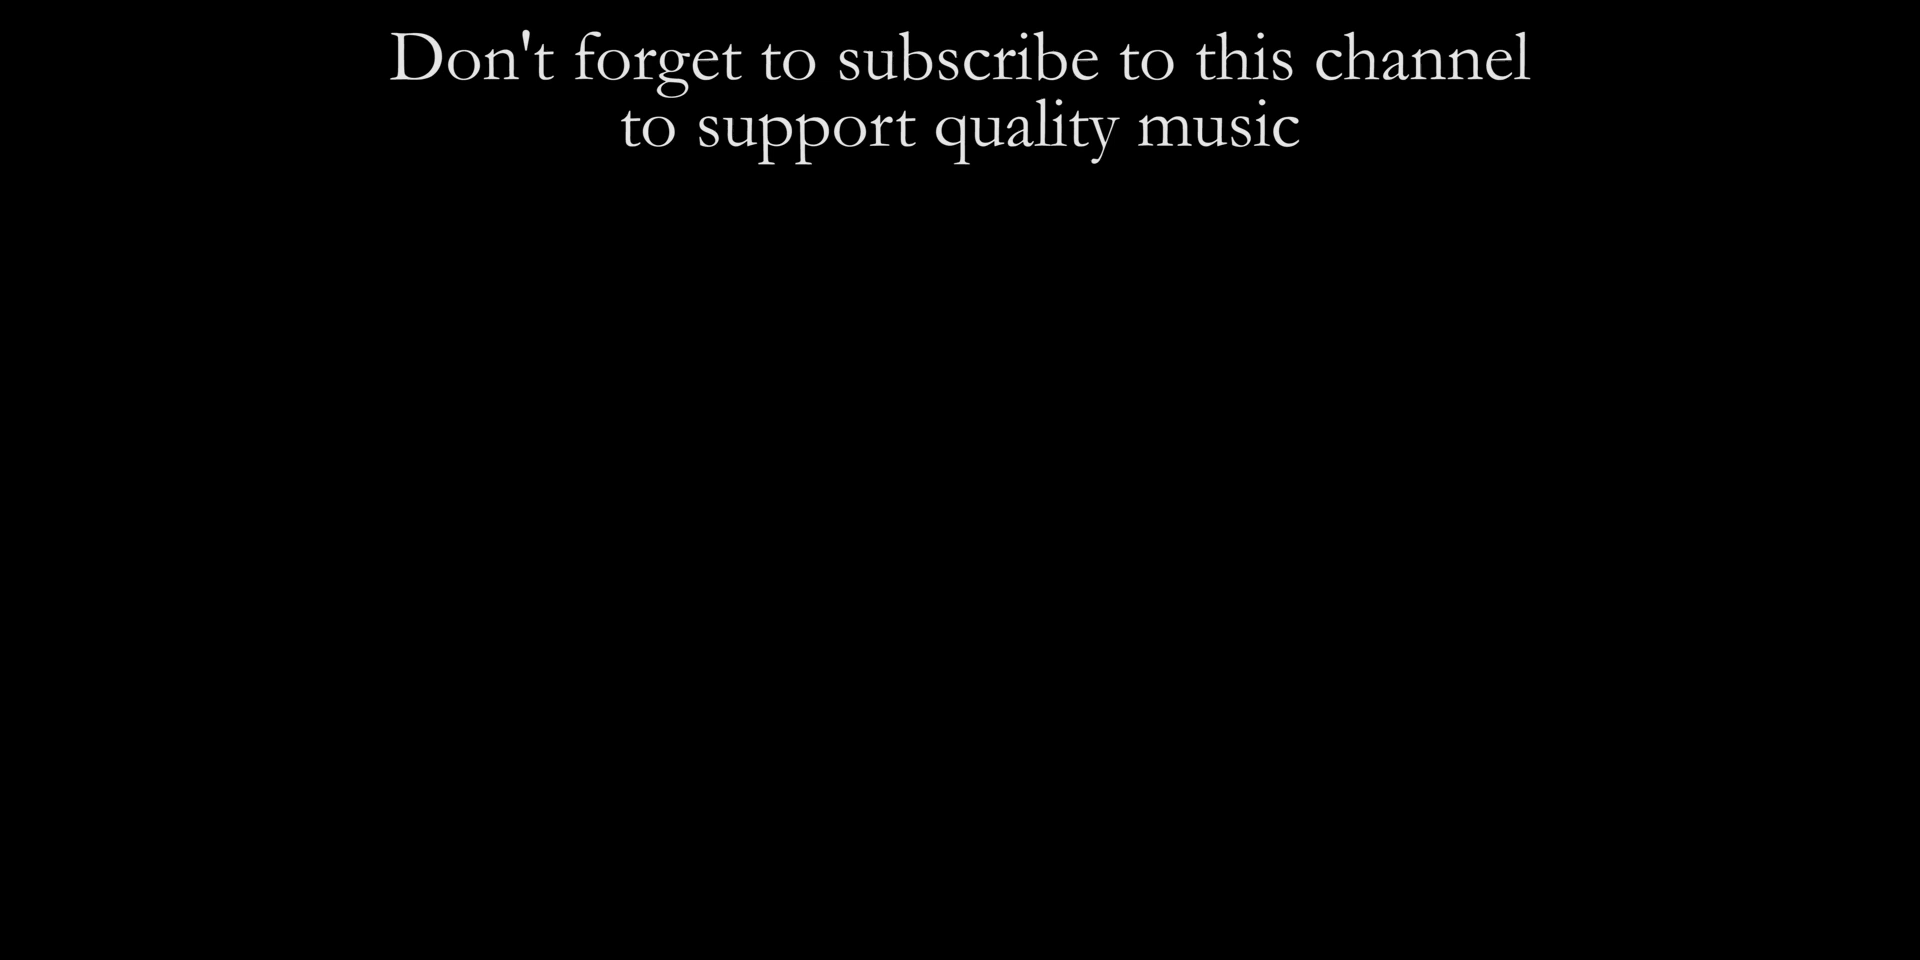 Don't forget to subscribe to this channel
to support quality music